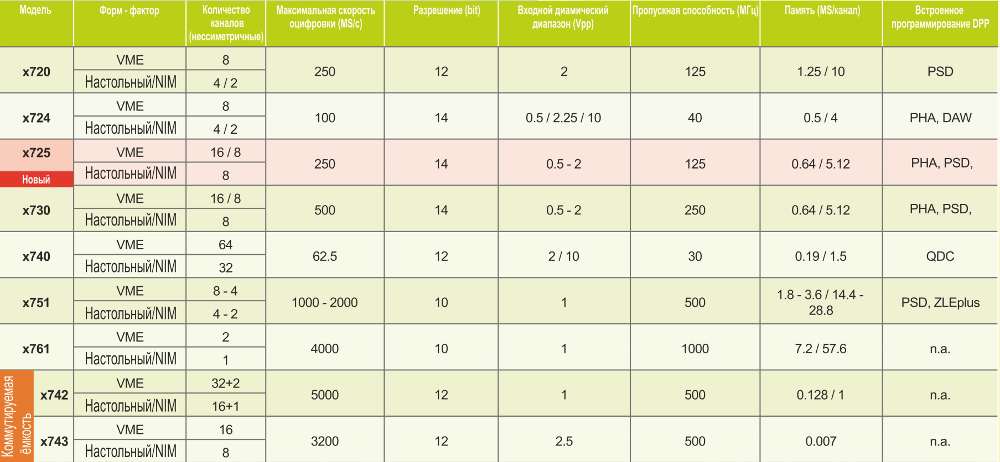 Модель
Форм - фактор
Количество
каналов
(нессиметричные)
Максимальная скорость
оцифровки (MS/c)
Разрешение (bit)
Входной диамический
диапазон (Vpp)
Пропускная способность (МГц)
Память (MS/канал)
Встроенное
программирование DPP
x720
VME
8
Настольный/NIM
4 / 2
250
12
2
125
1.25 / 10
PSD
x724
VME
8
Настольный/NIM
4 / 2
100
14
0.5 / 2.25 / 10
40
0.5 / 4
PHA, DAW
x725
Новый
VME
16 / 8
Настольный/NIM
8
250
14
0.5 - 2
125
0.64 / 5.12
PHA, PSD,
x730
VME
16 / 8
Настольный/NIM
8
500
14
0.5 - 2
250
0.64 / 5.12
PHA, PSD,
x740
VME
64
Настольный/NIM
32
62.5
12
2 / 10
30
0.19 / 1.5
QDC
x751
VME
8 - 4
Настольный/NIM
4 - 2
1000 - 2000
10
1
500
1.8 - 3.6 / 14.4 -
28.8
PSD, ZLEplus
x761
VME
2
Настольный/NIM
1
4000
10
1
1000
7.2 / 57.6
n.a.
Коммутируемая
ёмкость
x742
VME
32+2
Настольный/NIM
16+1
5000
12
1
500
0.128 / 1
n.a.
x743
VME
16
Настольный/NIM
8
3200
12
2.5
500
0.007
n.a.